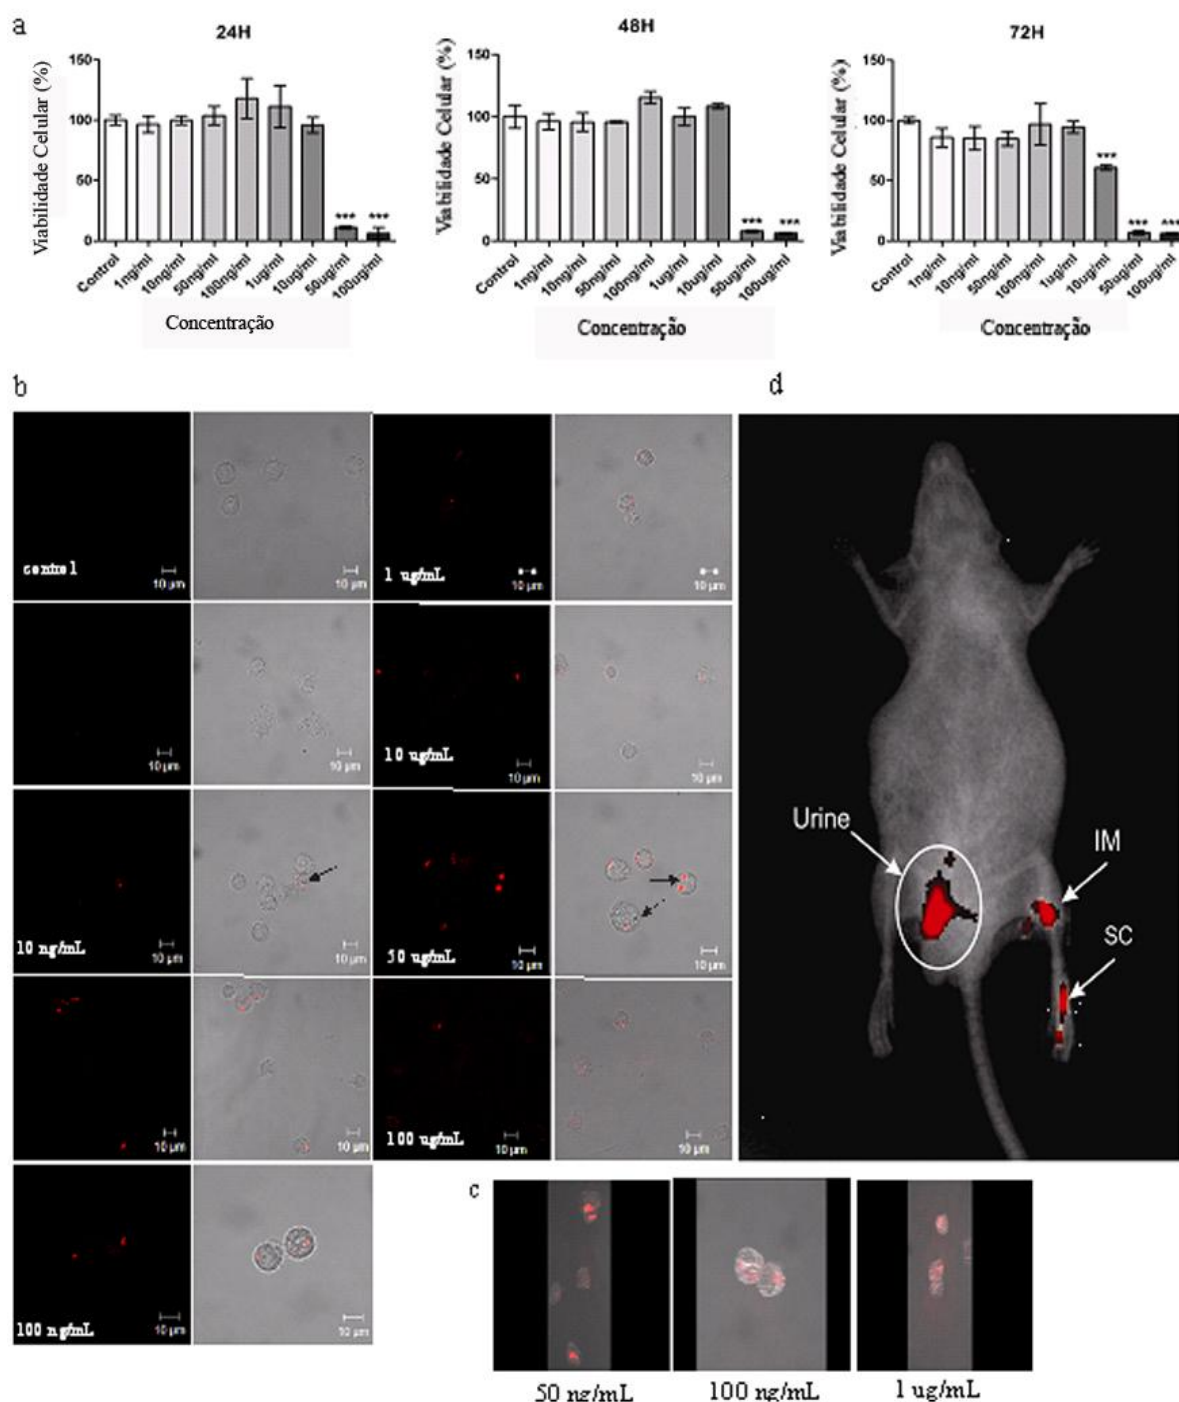 a
24H
Viabilidade Celular (%)
150
100
50
0
Control
1ng/ml
10ng/ml
50ng/ml
100ng/ml
1ug/ml
10ug/ml
50ug/ml
100ug/ml
*** ***
Concentração
48H
Viabilidade Celular (%)
150
100
50
0
Control
1ng/ml
10ng/ml
50ng/ml
100ng/ml
1ug/ml
10ug/ml
50ug/ml
100ug/ml
*** ***
Concentração
72H
Viabilidade Celular (%)
150
100
50
0
Control
1ng/ml
10ng/ml
50ng/ml
100ng/ml
1ug/ml
10ug/ml
50ug/ml
100ug/ml
*** *** ***
Concentração
b
control
10 µm
10 µm
1 ug/mL
10 µm
10 µm
10 µm
10 µm
10 ug/mL
10 µm
10 µm
10 ng/mL
10 µm
10 µm
50 ug/mL
10 µm
10 µm
10 µm
10 µm
100 ug/mL
10 µm
10 µm
100 ng/mL
10 µm
10 µm
c
50 ng/mL
100 ng/mL
1 ug/mL
d
Urine
IM
SC